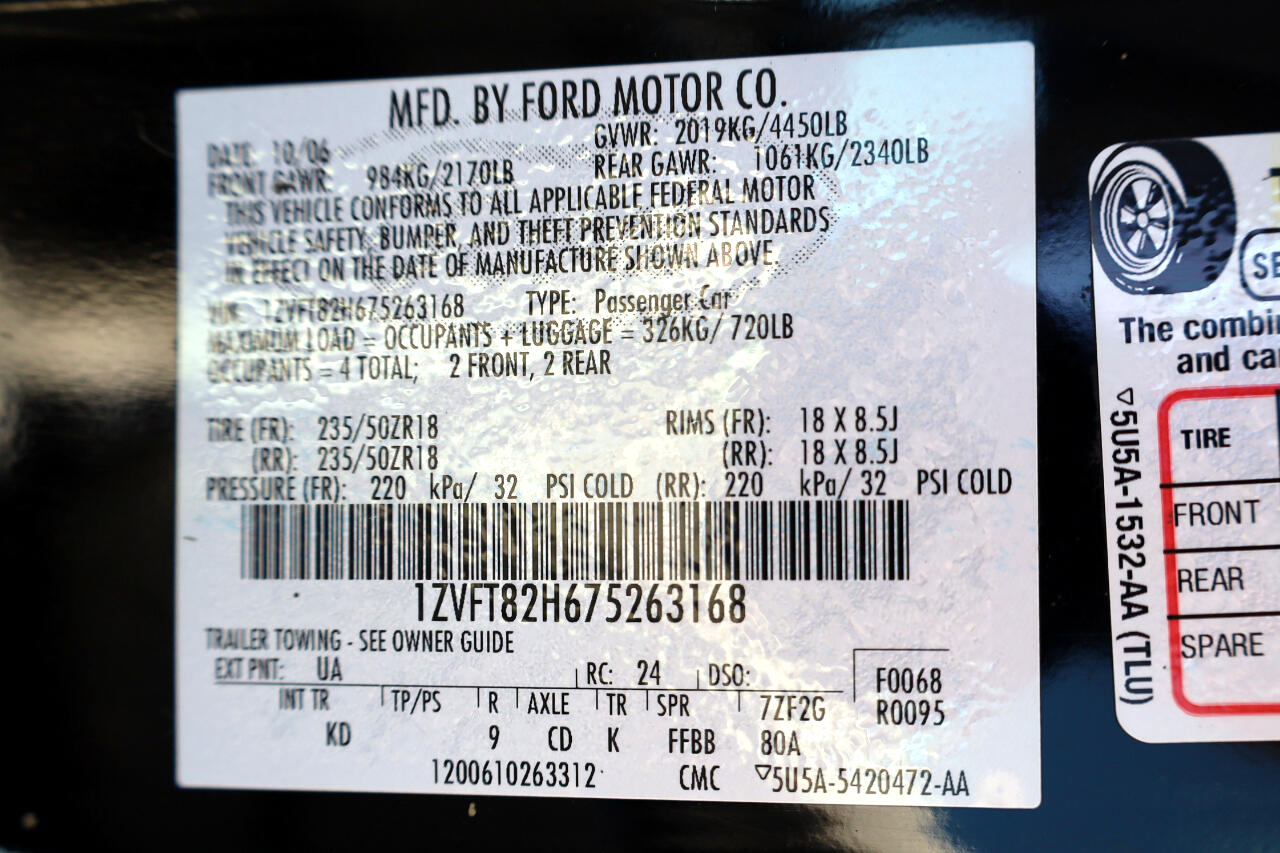 MFD. BY FORD MOTOR CO.
DATE: 10/06 GVWR: 2019KG/4450LB
FRONT GAWR: 984KG/2170LB REAR GAWR: 1061KG/2340LB
THIS VEHICLE CONFORMS TO ALL APPLICABLE FEDERAL MOTOR
VEHICLE SAFETY, BUMPER, AND THEFT PREVENTION STANDARDS
IN EFFECT ON THE DATE OF MANUFACTURE SHOWN ABOVE.
VIN: 1ZVFT82H675263168 TYPE: Passenger Car
MAXIMUM LOAD = OCCUPANTS + LUGGAGE = 326KG/ 720LB
OCCUPANTS = 4 TOTAL; 2 FRONT, 2 REAR
TIRE (FR): 235/50ZR18 RIMS (FR): 18 X 8.5J
(RR): 235/50ZR18 (RR): 18 X 8.5J
PRESSURE (FR): 220 kPa/ 32 PSI COLD (RR): 220 kPa/ 32 PSI COLD
1ZVFT82H675263168
TRAILER TOWING - SEE OWNER GUIDE
EXT PNT: UA RC: 24 DSO: F0068
INT TR TP/PS R AXLE TR SPR 7ZF2G R0095
KD 9 CD K FFBB 80A
1200610263312 CMC ▽5U5A-5420472-AA
SE
The combi
and ca
TIRE
FRONT
REAR
SPARE
▽5U5A-1532-AA (TLU)